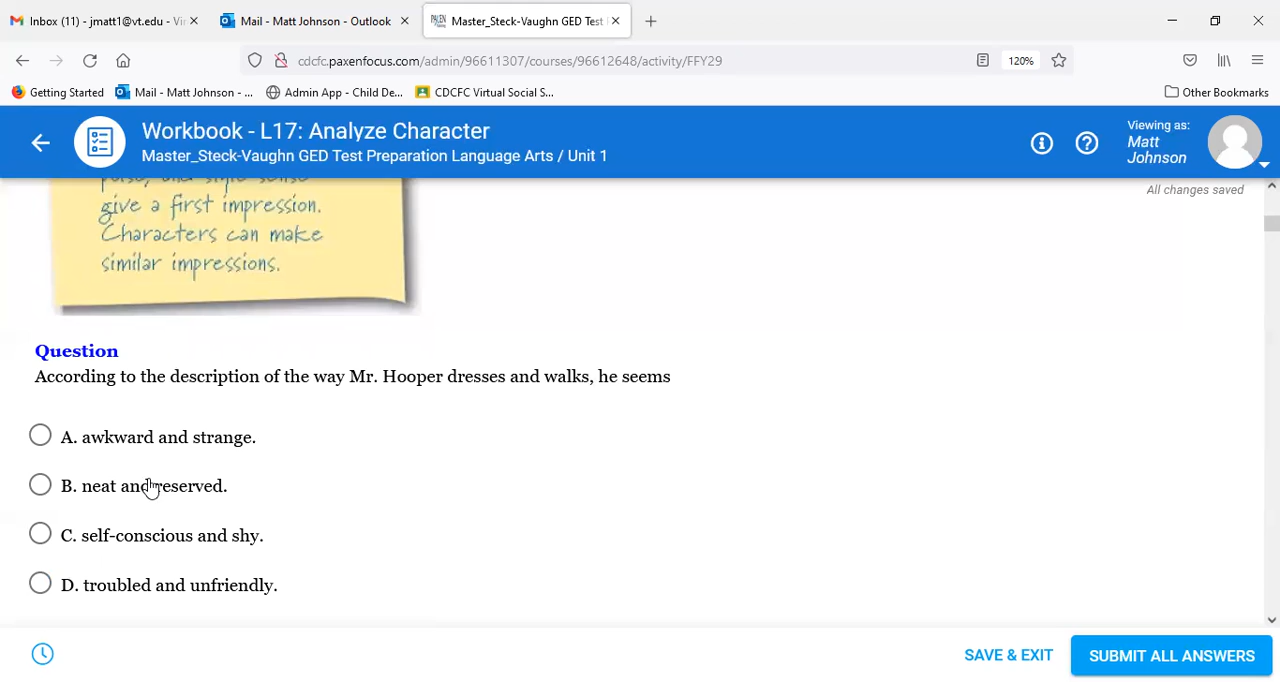 Inbox (11) - jmatt1@vt.edu - Vir
Mail - Matt Johnson - Outlook
Master_Steck-Vaughn GED Test
cdcfc.paxenfocus.com/admin/96611307/courses/96612648/activity/FFY29
120%
Getting Started
Mail - Matt Johnson - ...
Admin App - Child De...
CDCFC Virtual Social S...
Other Bookmarks
Workbook - L17: Analyze Character
Master_Steck-Vaughn GED Test Preparation Language Arts / Unit 1
Viewing as:
Matt
Johnson
All changes saved
give a first impression.
Characters can make
similar impressions.
Question
According to the description of the way Mr. Hooper dresses and walks, he seems
A. awkward and strange.
B. neat and reserved.
C. self-conscious and shy.
D. troubled and unfriendly.
SAVE & EXIT
SUBMIT ALL ANSWERS